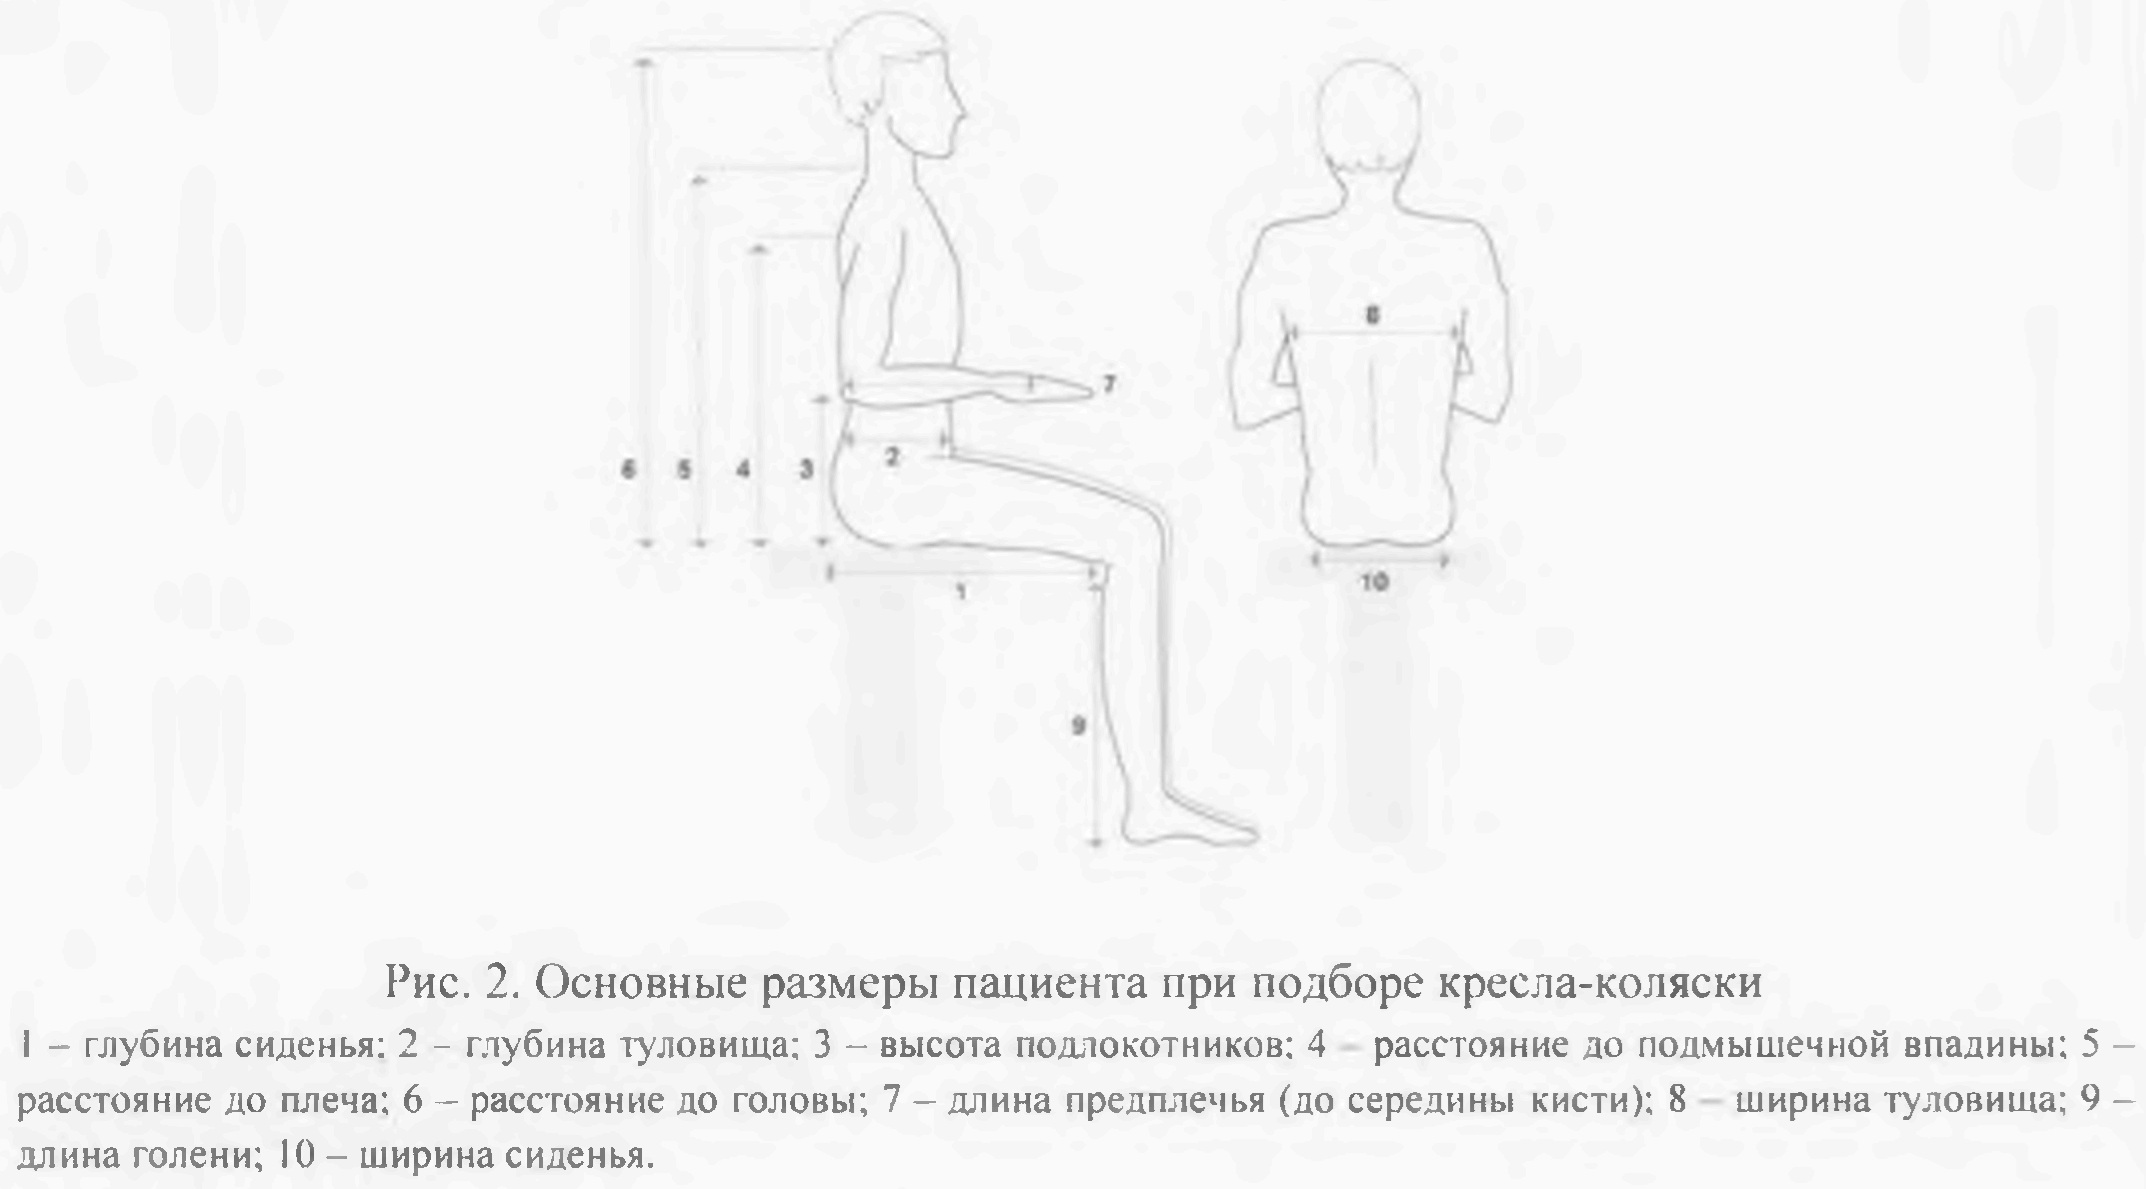 6
5
4
3
2
7
1
9
8
10
Рис. 2. Основные размеры пациента при подборе кресла-коляски
1 – глубина сиденья; 2 – глубина туловища; 3 – высота подлокотников; 4 – расстояние до подмышечной впадины; 5 –
расстояние до плеча; 6 – расстояние до головы; 7 – длина предплечья (до середины кисти); 8 – ширина туловища; 9 –
длина голени; 10 – ширина сиденья.